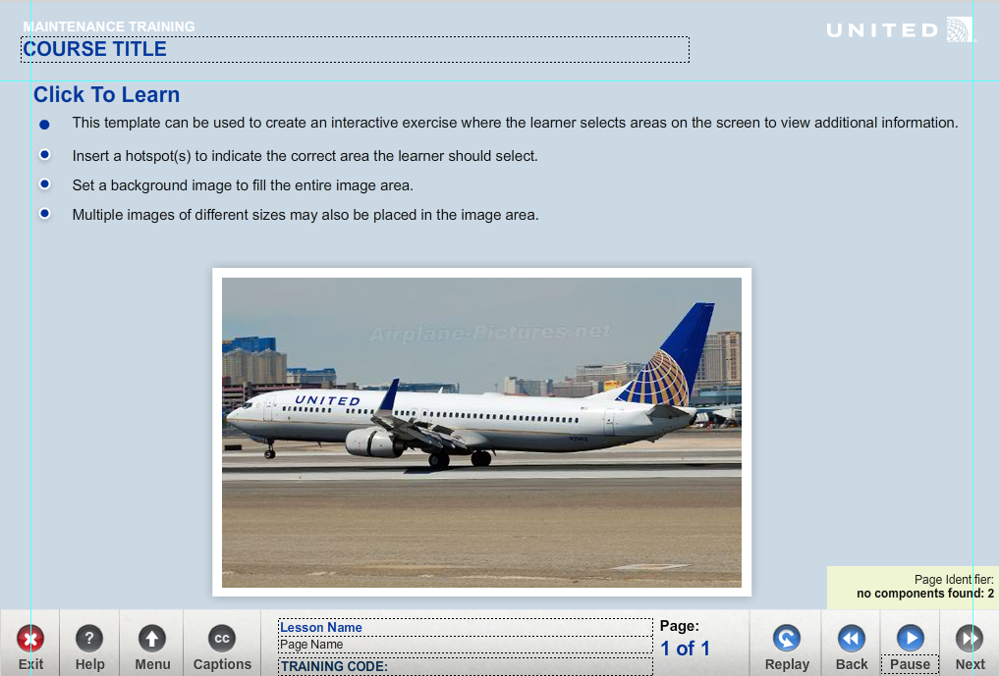 MAINTENANCE TRAINING
UNITED
COURSE TITLE
Click To Learn
This template can be used to create an interactive exercise where the learner selects areas on the screen to view additional information.
Insert a hotspot(s) to indicate the correct area the learner should select.
Set a background image to fill the entire image area.
Multiple images of different sizes may also be placed in the image area.
Airplane-Pictures.net
UNITED
Page Identifier:
no components found: 2
Lesson Name
Page Name
TRAINING CODE:
Page:
1 of 1
Exit
Help
Menu
cc
Captions
Replay
Back
Pause
Next